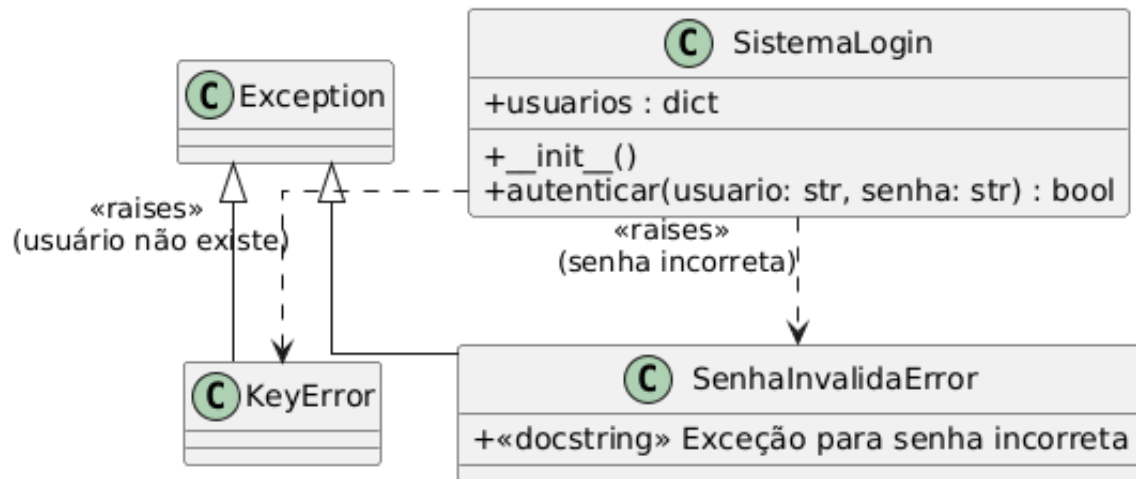 C Exception
C SistemaLogin
+usuarios : dict
+__init__()
+autenticar(usuario: str, senha: str) : bool
«raises»
(usuário não existe)
«raises»
(senha incorreta)
C KeyError
C SenhaInvalidaError
+«docstring» Exceção para senha incorreta